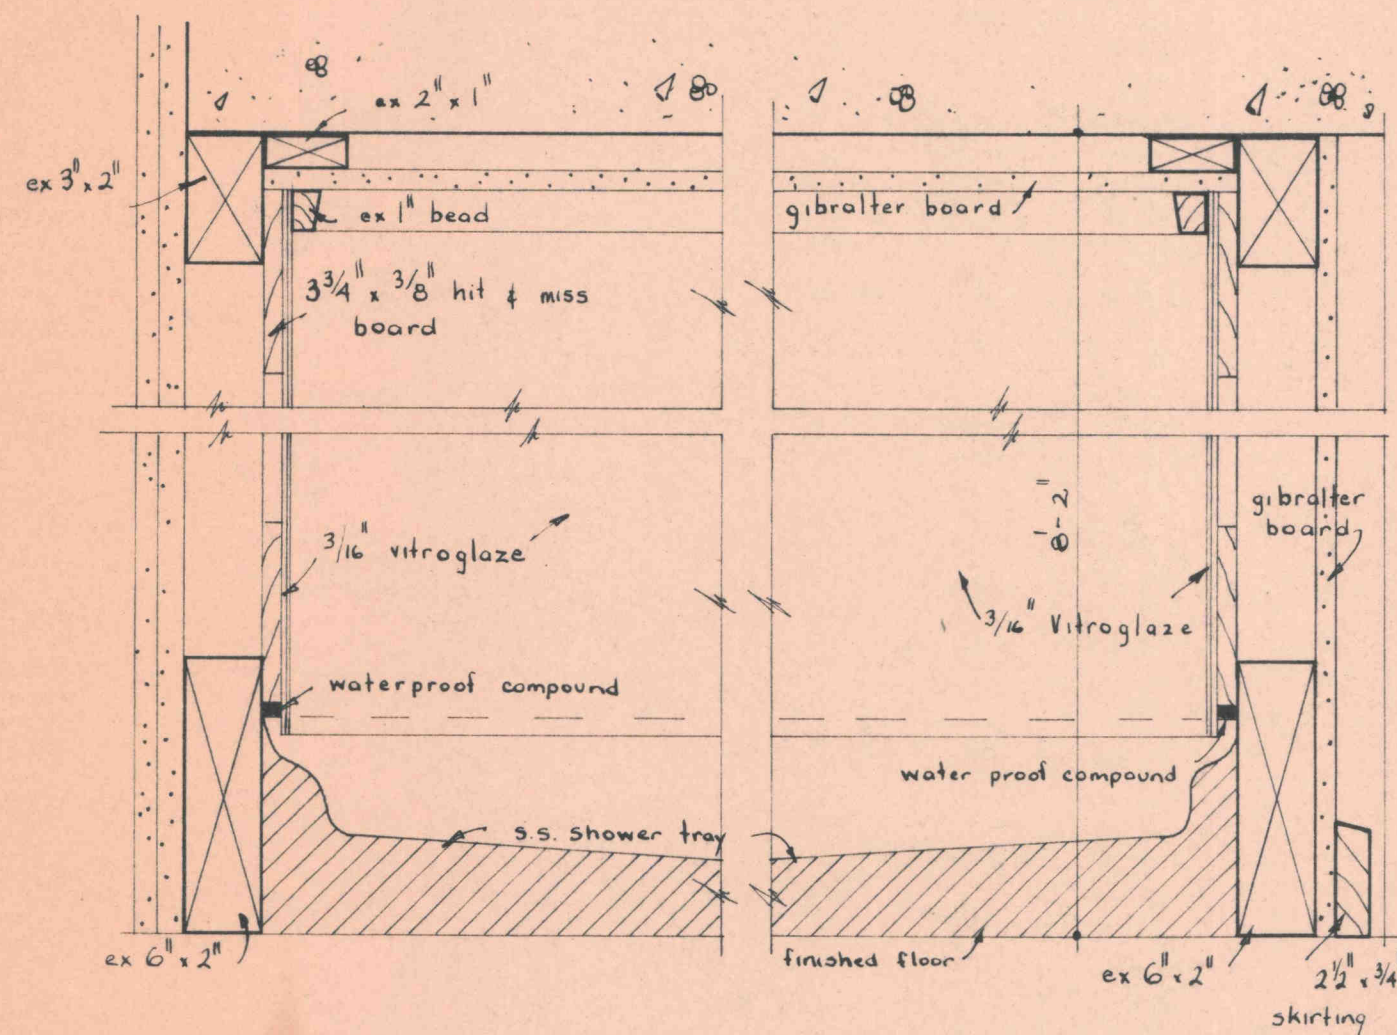 ex 2" x 1"
ex 3" x 2"
ex 1" bead
gibralter board
3 3/4" x 3/8" hit & miss
board
8'-2"
gibralter
board
3/16" vitroglaze
3/16" Vitroglaze
waterproof compound
water proof compound
s.s. shower tray
ex 6" x 2"
finished floor
ex 6" x 2"
2 1/2" x 3/4
skirting